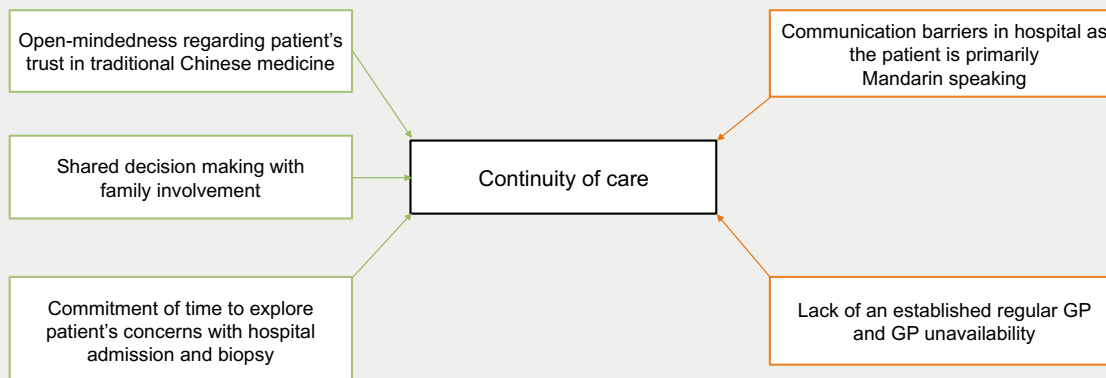 Open-mindedness regarding patient's
trust in traditional Chinese medicine
Shared decision making with
family involvement
Commitment of time to explore
patient's concerns with hospital
admission and biopsy
Continuity of care
Communication barriers in hospital as
the patient is primarily
Mandarin speaking
Lack of an established regular GP
and GP unavailability